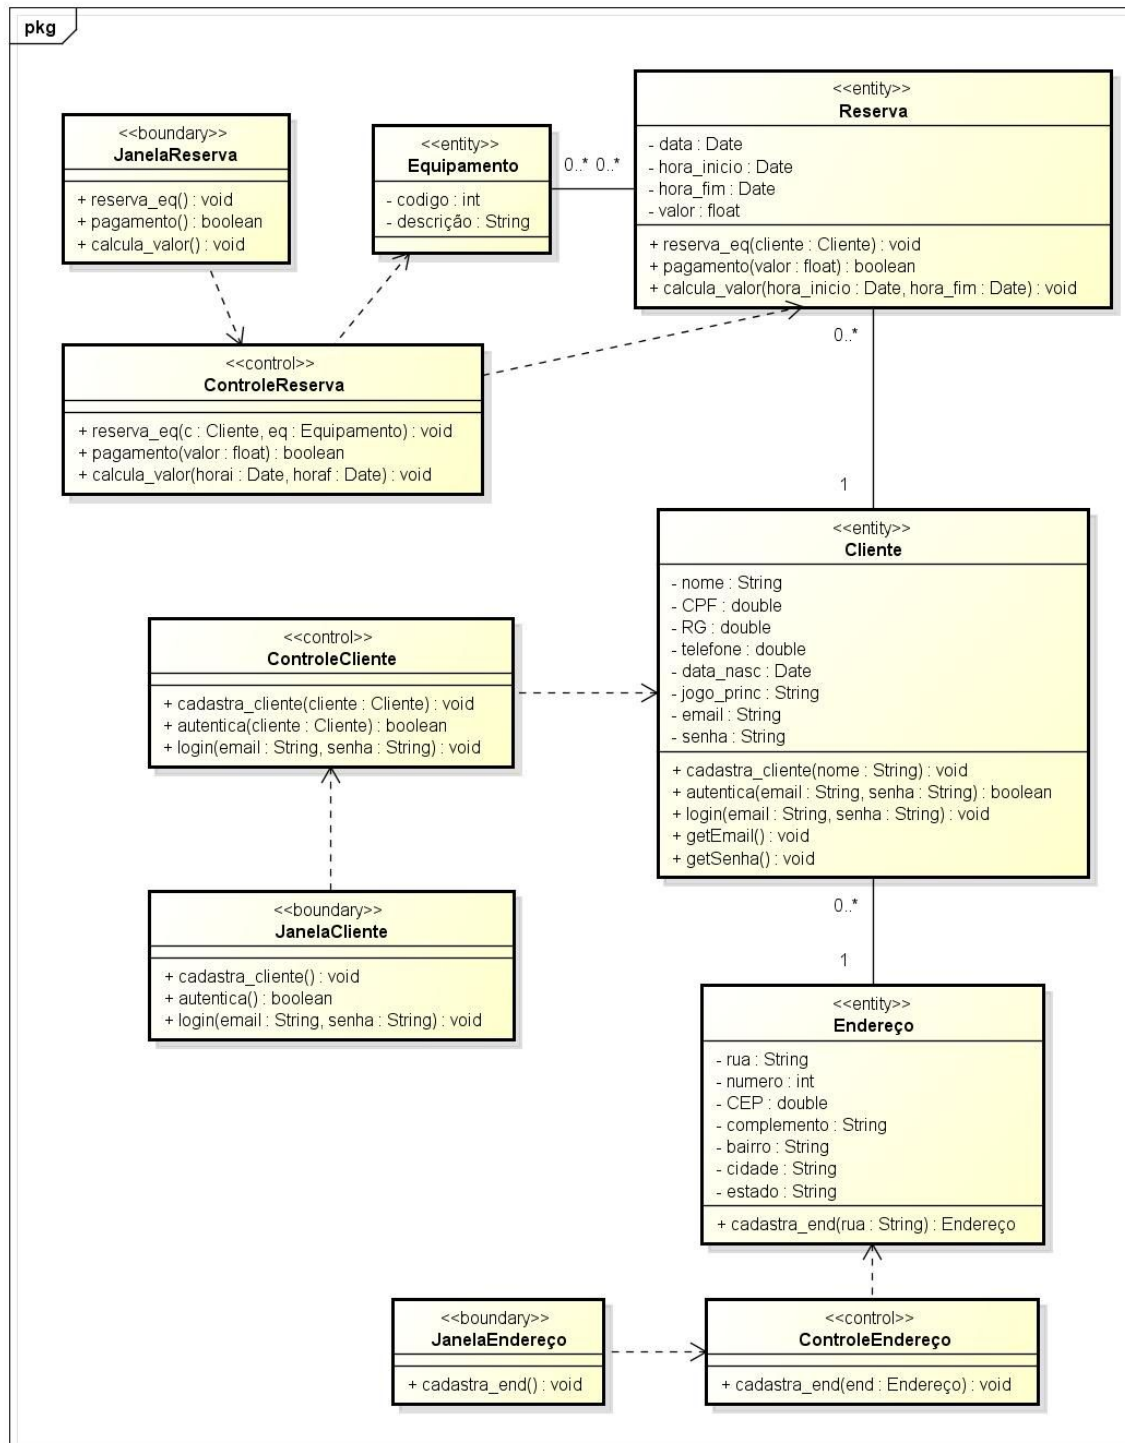 pkg
<<boundary>>
JanelaReserva
+ reserva_eq() : void
+ pagamento() : boolean
+ calcula_valor() : void
<<entity>>
Equipamento
- codigo : int
- descrição : String
0..* 0..*
<<entity>>
Reserva
- data : Date
- hora_inicio : Date
- hora_fim : Date
- valor : float
+ reserva_eq(cliente : Cliente) : void
+ pagamento(valor : float) : boolean
+ calcula_valor(hora_inicio : Date, hora_fim : Date) : void
<<control>>
ControleReserva
+ reserva_eq(c : Cliente, eq : Equipamento) : void
+ pagamento(valor : float) : boolean
+ calcula_valor(horai : Date, horaf : Date) : void
0..*
1
<<entity>>
Cliente
- nome : String
- CPF : double
- RG : double
- telefone : double
- data_nasc : Date
- jogo_princ : String
- email : String
- senha : String
+ cadastra_cliente(nome : String) : void
+ autentica(email : String, senha : String) : boolean
+ login(email : String, senha : String) : void
+ getEmail() : void
+ getSenha() : void
<<control>>
ControleCliente
+ cadastra_cliente(cliente : Cliente) : void
+ autentica(cliente : Cliente) : boolean
+ login(email : String, senha : String) : void
<<boundary>>
JanelaCliente
+ cadastra_cliente() : void
+ autentica() : boolean
+ login(email : String, senha : String) : void
0..*
1
<<entity>>
Endereço
- rua : String
- numero : int
- CEP : double
- complemento : String
- bairro : String
- cidade : String
- estado : String
+ cadastra_end(rua : String) : Endereço
<<boundary>>
JanelaEndereço
+ cadastra_end() : void
<<control>>
ControleEndereço
+ cadastra_end(end : Endereço) : void